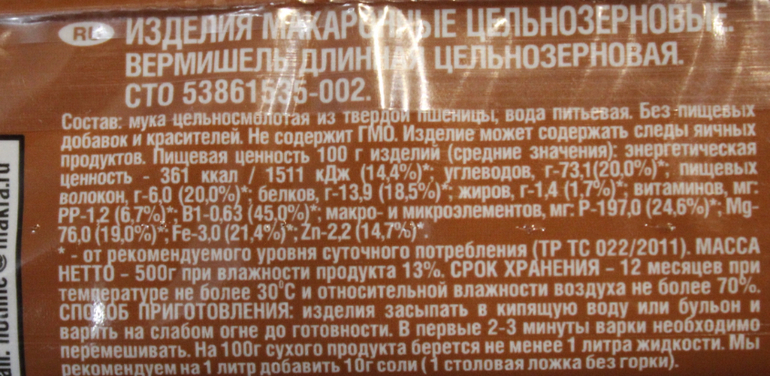 RU ИЗДЕЛИЯ МАКАРОННЫЕ ЦЕЛЬНОЗЕРНОВЫЕ.
ВЕРМИШЕЛЬ ДЛИННАЯ ЦЕЛЬНОЗЕРНОВАЯ.
СТО 53861535-002.
Состав: мука цельносмолотая из твердой пшеницы, вода питьевая. Без пищевых
добавок и красителей. Не содержит ГМО. Изделие может содержать следы яичных
продуктов. Пищевая ценность 100 г изделий (средние значения): энергетическая
ценность - 361 ккал / 1511 кДж (14,4%)*; углеводов, г-73,1(20,0%)*; пищевых
волокон, г-6,0 (20,0%)*; белков, г-13,9 (18,5%)*; жиров, г-1,4 (1,7%)*; витаминов, мг:
РР-1,2 (6,7%)*; В1-0,63 (45,0%)*; макро- и микроэлементов, мг: Р-197,0 (24,6%)*; Mg-
76,0 (19,0%)*; Fe-3,0 (21,4%)*; Zn-2,2 (14,7%)*.
* - от рекомендуемого уровня суточного потребления (ТР ТС 022/2011). МАССА
НЕТТО - 500г при влажности продукта 13%. СРОК ХРАНЕНИЯ - 12 месяцев при
температуре не более 30°С и относительной влажности воздуха не более 70%.
СПОСОБ ПРИГОТОВЛЕНИЯ: изделия засыпать в кипящую воду или бульон и
варить на слабом огне до готовности. В первые 2-3 минуты варки необходимо
перемешивать. На 100г сухого продукта берется не менее 1 литра жидкости. Мы
рекомендуем на 1 литр добавить 10г соли (1 столовая ложка без горки).
hotline@makfa.ru